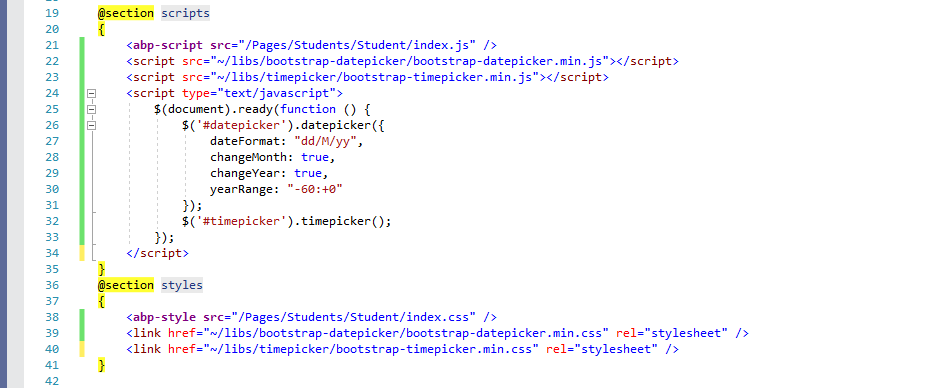 19 @section scripts
20 {
21 <abp-script src="/Pages/Students/Student/index.js" />
22 <script src="~/libs/bootstrap-datepicker/bootstrap-datepicker.min.js"></script>
23 <script src="~/libs/timepicker/bootstrap-timepicker.min.js"></script>
24 <script type="text/javascript">
25 $(document).ready(function () {
26 $('#datepicker').datepicker({
27 dateFormat: "dd/M/yy",
28 changeMonth: true,
29 changeYear: true,
30 yearRange: "-60:+0"
31 });
32 $('#timepicker').timepicker();
33 });
34 </script>
35 }
36 @section styles
37 {
38 <abp-style src="/Pages/Students/Student/index.css" />
39 <link href="~/libs/bootstrap-datepicker/bootstrap-datepicker.min.css" rel="stylesheet" />
40 <link href="~/libs/timepicker/bootstrap-timepicker.min.css" rel="stylesheet" />
41 }
42